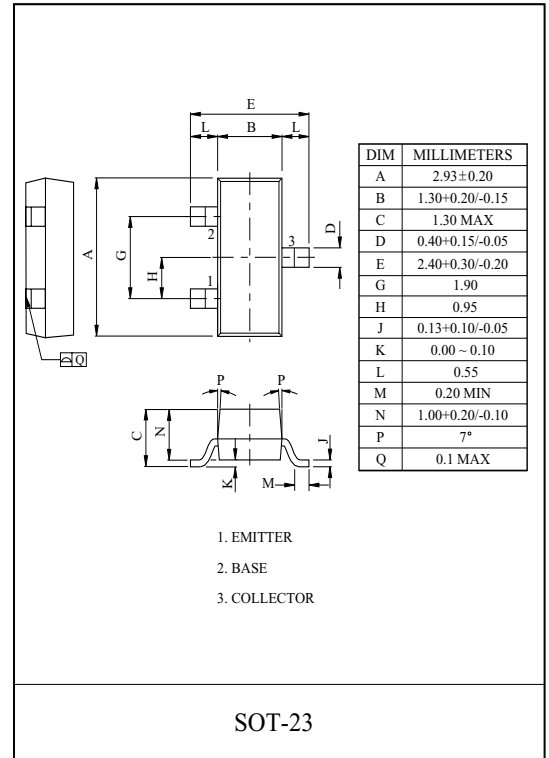 E
L B L
A
G
H
2
1
3
D
D Q
P P
C
N
K
M
J
DIM MILLIMETERS
A 2.93±0.20
B 1.30+0.20/-0.15
C 1.30 MAX
D 0.40+0.15/-0.05
E 2.40+0.30/-0.20
G 1.90
H 0.95
J 0.13+0.10/-0.05
K 0.00 ~ 0.10
L 0.55
M 0.20 MIN
N 1.00+0.20/-0.10
P 7°
Q 0.1 MAX
1. EMITTER
2. BASE
3. COLLECTOR
SOT-23